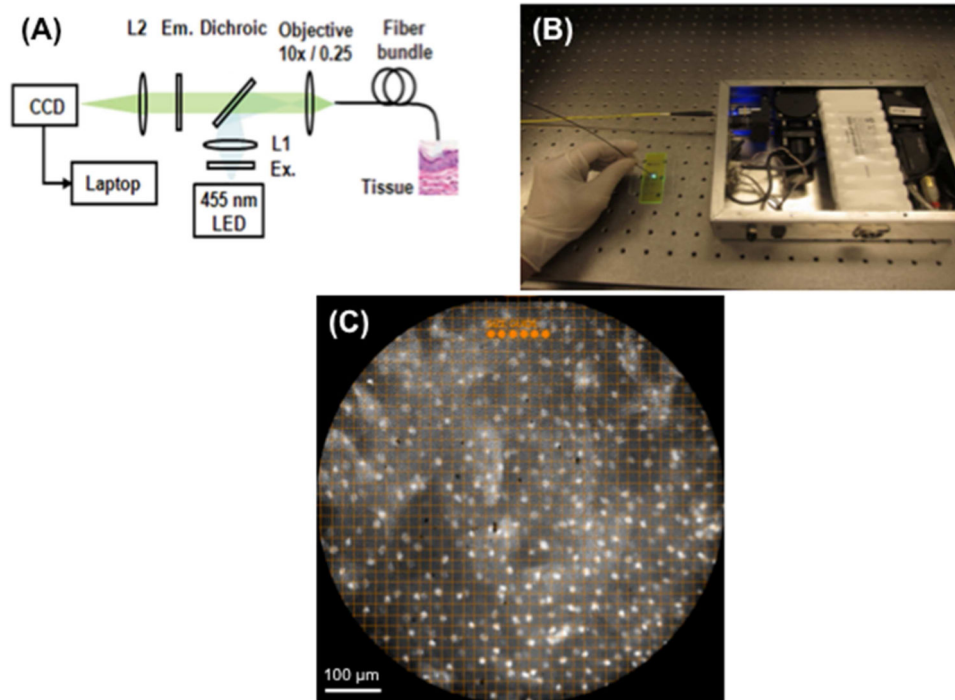 (A)
L2 Em. Dichroic
Objective
10x / 0.25
Fiber
bundle
CCD
L1
Ex.
Laptop
455 nm
LED
Tissue
(B)
(C)
100 µm